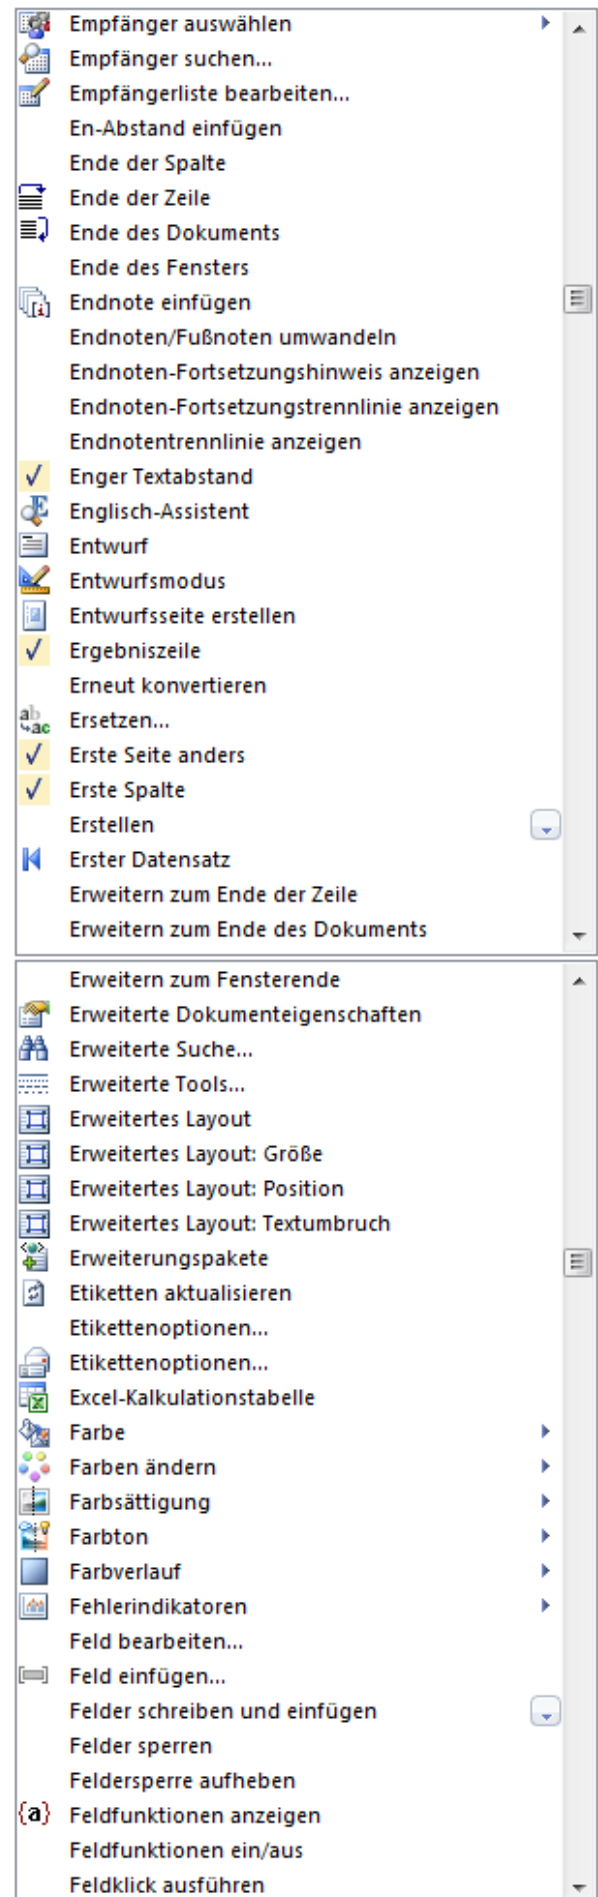 Empfänger auswählen
Empfänger suchen...
Empfängerliste bearbeiten...
En-Abstand einfügen
Ende der Spalte
Ende der Zeile
Ende des Dokuments
Ende des Fensters
Endnote einfügen
Endnoten/Fußnoten umwandeln
Endnoten-Fortsetzungshinweis anzeigen
Endnoten-Fortsetzungstrennlinie anzeigen
Endnotentrennlinie anzeigen
Enger Textabstand
Englisch-Assistent
Entwurf
Entwurfsmodus
Entwurfsseite erstellen
Ergebniszeile
Erneut konvertieren
Ersetzen...
Erste Seite anders
Erste Spalte
Erstellen
Erster Datensatz
Erweitern zum Ende der Zeile
Erweitern zum Ende des Dokuments
Erweitern zum Fensterende
Erweiterte Dokumenteigenschaften
Erweiterte Suche...
Erweiterte Tools...
Erweitertes Layout
Erweitertes Layout: Größe
Erweitertes Layout: Position
Erweitertes Layout: Textumbruch
Erweiterungspakete
Etiketten aktualisieren
Etikettenoptionen...
Etikettenoptionen...
Excel-Kalkulationstabelle
Farbe
Farben ändern
Farbsättigung
Farbton
Farbverlauf
Fehlerindikatoren
Feld bearbeiten...
Feld einfügen...
Felder schreiben und einfügen
Felder sperren
Feldersperre aufheben
{a} Feldfunktionen anzeigen
Feldfunktionen ein/aus
Feldklick ausführen